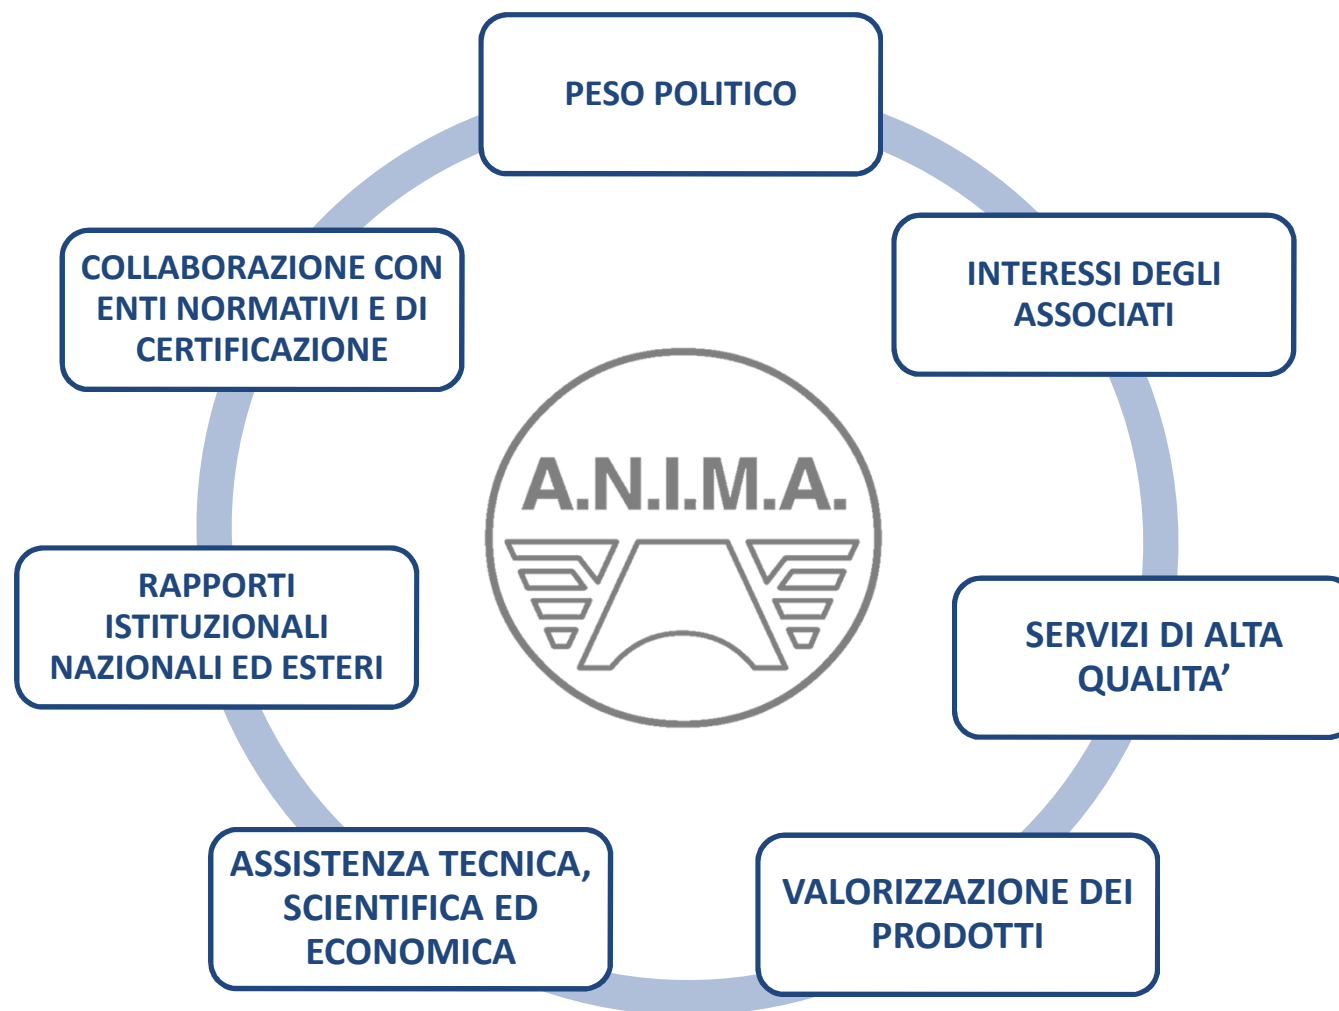 PESO POLITICO
INTERESSI DEGLI
ASSOCIATI
SERVIZI DI ALTA
QUALITA’
VALORIZZAZIONE DEI
PRODOTTI
ASSISTENZA TECNICA,
SCIENTIFICA ED
ECONOMICA
RAPPORTI
ISTITUZIONALI
NAZIONALI ED ESTERI
COLLABORAZIONE CON
ENTI NORMATIVI E DI
CERTIFICAZIONE
A.N.I.M.A.